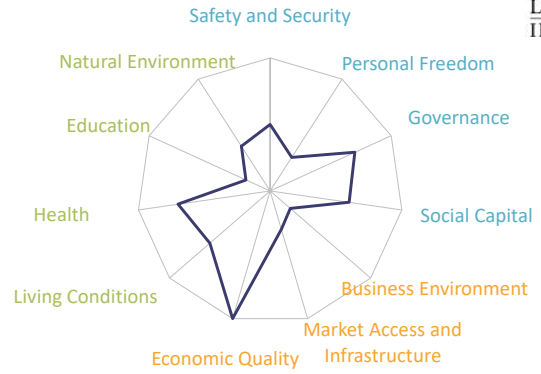 Safety and Security
Personal Freedom
Governance
Social Capital
Business Environment
Market Access and
Infrastructure
Economic Quality
Living Conditions
Health
Education
Natural Environment